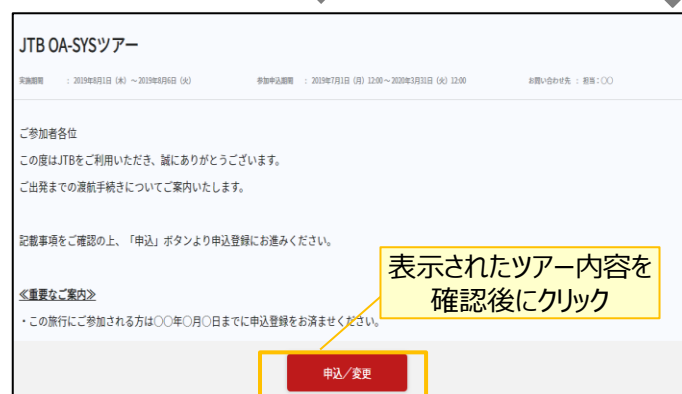 JTB OA-SYSツアー
実施期間 : 2019年8月1日 (木) ~2019年8月6日 (火) 参加申込期間 : 2019年7月1日 (月) 12:00~2020年3月31日 (火) 12:00 お問い合わせ先 : 担当:〇〇
ご参加者各位
この度はJTBをご利用いただき、誠にありがとうございます。
ご出発までの渡航手続きについてご案内いたします。
記載事項をご確認の上、「申込」ボタンより申込登録にお進みください。
表示されたツアー内容を
確認後にクリック
≪重要なご案内≫
・この旅行にご参加される方は〇〇年〇月〇日までに申込登録をお済ませください。
申込/変更